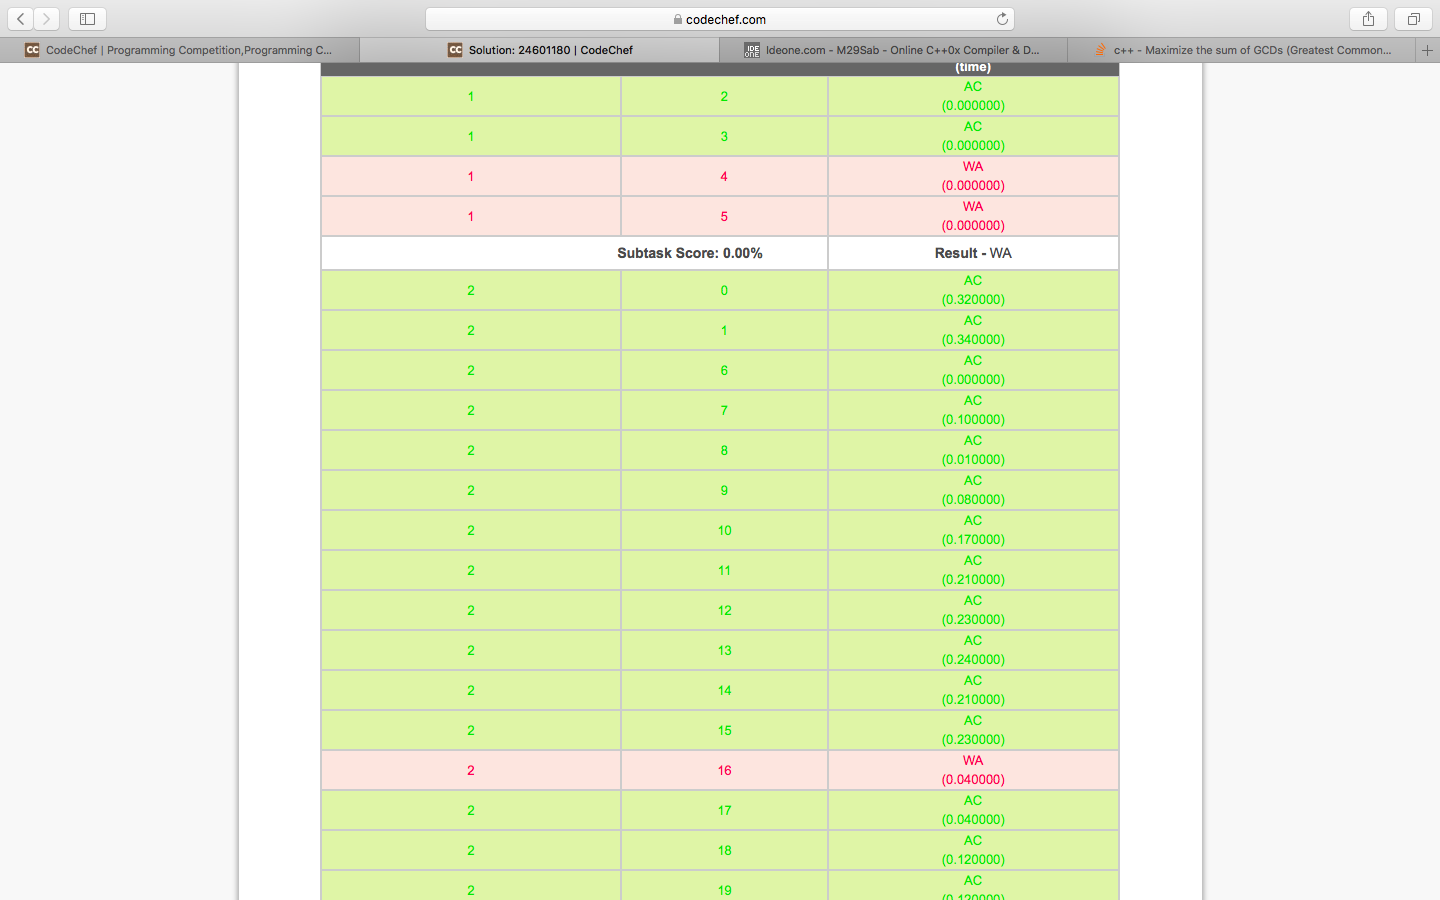 codechef.com
CodeChef | Programming Competition,Programming C...
Solution: 24601180 | CodeChef
Ideone.com - M29Sab - Online C++0x Compiler & D...
c++ - Maximize the sum of GCDs (Greatest Common...
(time)
1 2 AC
(0.000000)
1 3 AC
(0.000000)
1 4 WA
(0.000000)
1 5 WA
(0.000000)
Subtask Score: 0.00% Result - WA
2 0 AC
(0.320000)
2 1 AC
(0.340000)
2 6 AC
(0.000000)
2 7 AC
(0.100000)
2 8 AC
(0.010000)
2 9 AC
(0.080000)
2 10 AC
(0.170000)
2 11 AC
(0.210000)
2 12 AC
(0.230000)
2 13 AC
(0.240000)
2 14 AC
(0.210000)
2 15 AC
(0.230000)
2 16 WA
(0.040000)
2 17 AC
(0.040000)
2 18 AC
(0.120000)
2 19 AC
(0.120000)